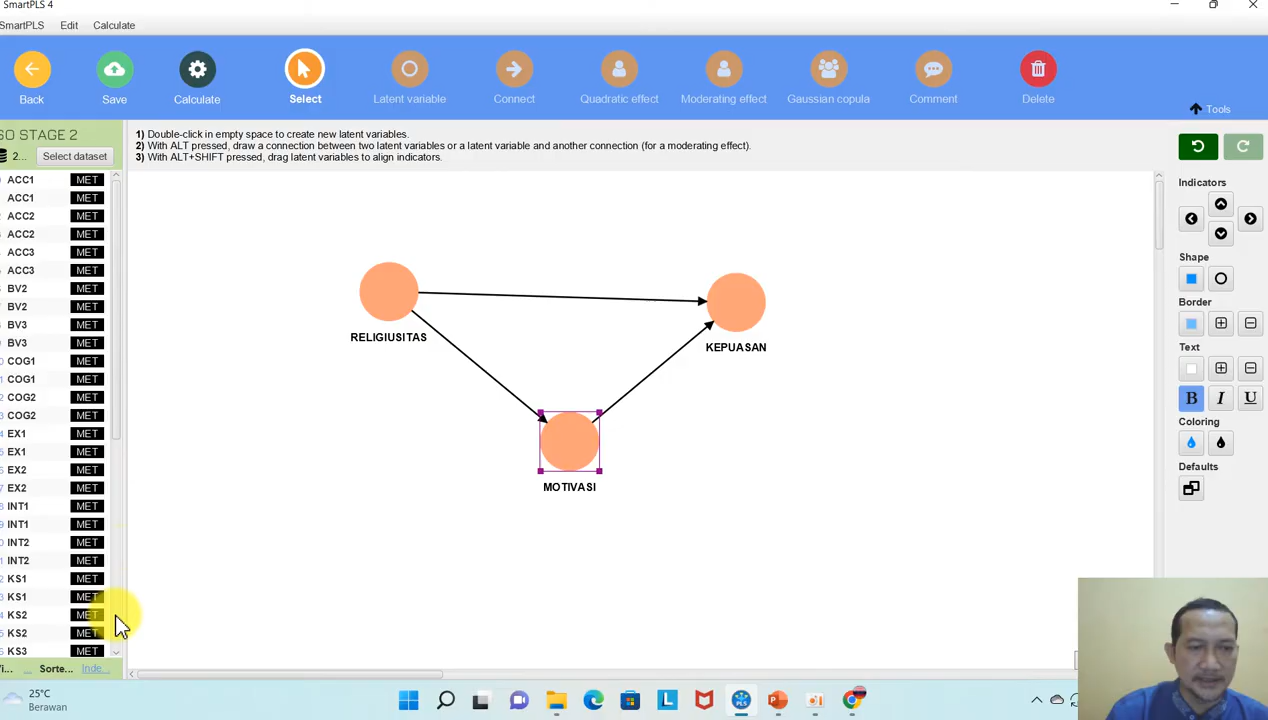 SmartPLS 4
SmartPLS Edit Calculate
Back Save Calculate Select Latent variable Connect Quadratic effect Moderating effect Gaussian copula Comment Delete
Tools
SO STAGE 2
2... Select dataset
1) Double-click in empty space to create new latent variables.
2) With ALT pressed, draw a connection between two latent variables or a latent variable and another connection (for a moderating effect).
3) With ALT+SHIFT pressed, drag latent variables to align indicators.
ACC1 MET
ACC1 MET
ACC2 MET
ACC2 MET
ACC3 MET
ACC3 MET
BV2 MET
BV2 MET
BV3 MET
BV3 MET
COG1 MET
COG1 MET
COG2 MET
COG2 MET
EX1 MET
EX1 MET
EX2 MET
EX2 MET
INT1 MET
INT1 MET
INT2 MET
INT2 MET
KS1 MET
KS1 MET
KS2 MET
KS2 MET
KS3 MET
Sorte... Inde...
RELIGIUSITAS
KEPUASAN
MOTIVASI
Indicators
Shape
Border
Text
B I U
Coloring
Defaults
25°C
Berawan
L
PLS